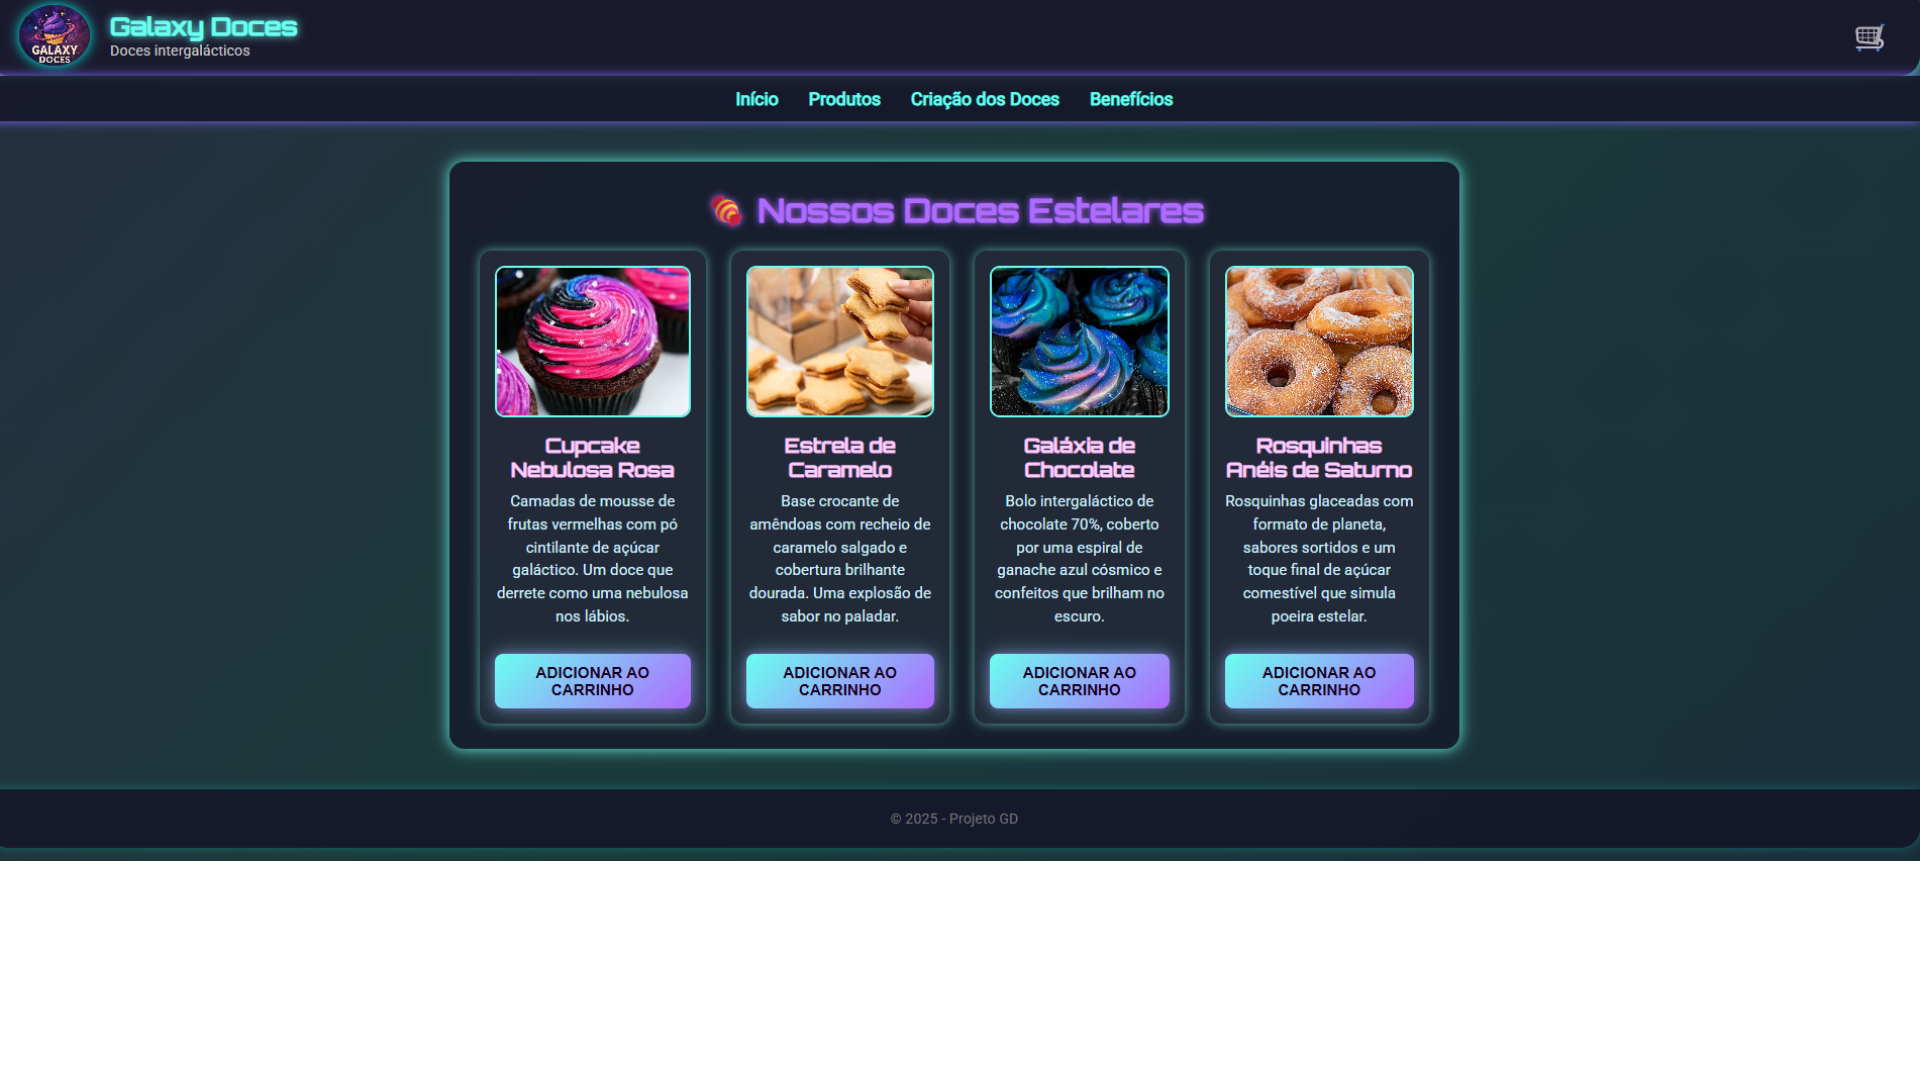 GALAXY
DOCES
Galaxy Doces
Doces intergalácticos
Início
Produtos
Criação dos Doces
Benefícios
Nossos Doces Estelares
Cupcake
Nebulosa Rosa
Camadas de mousse de
frutas vermelhas com pó
cintilante de açúcar
galáctico. Um doce que
derrete como uma nebulosa
nos lábios.
ADICIONAR AO
CARRINHO
Estrela de
Caramelo
Base crocante de
amêndoas com recheio de
caramelo salgado e
cobertura brilhante
dourada. Uma explosão de
sabor no paladar.
ADICIONAR AO
CARRINHO
Galáxia de
Chocolate
Bolo intergaláctico de
chocolate 70%, coberto
por uma espiral de
ganache azul cósmico e
confeitos que brilham no
escuro.
ADICIONAR AO
CARRINHO
Rosquinhas
Anéis de Saturno
Rosquinhas glaceadas com
formato de planeta,
sabores sortidos e um
toque final de açúcar
comestível que simula
poeira estelar.
ADICIONAR AO
CARRINHO
© 2025 - Projeto GD